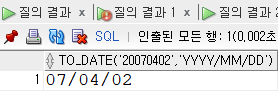 질의 결과 × 질의 결과 1 × 질의 결과 2
SQL | 인출된 모든 행: 1(0,002초
TO_DATE('20070402','YYYY/MM/DD')
1 07/04/02